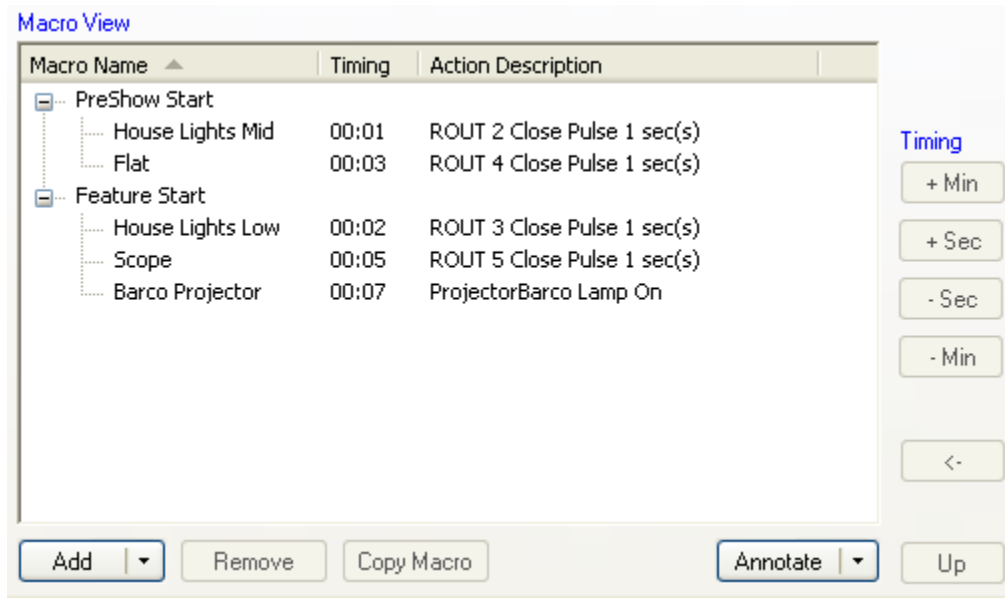 Macro View
Macro Name Timing Action Description
PreShow Start
House Lights Mid 00:01 ROUT 2 Close Pulse 1 sec(s)
Flat 00:03 ROUT 4 Close Pulse 1 sec(s)
Feature Start
House Lights Low 00:02 ROUT 3 Close Pulse 1 sec(s)
Scope 00:05 ROUT 5 Close Pulse 1 sec(s)
Barco Projector 00:07 ProjectorBarco Lamp On
Timing
+ Min
+ Sec
- Sec
- Min
<-
Add Remove Copy Macro Annotate Up